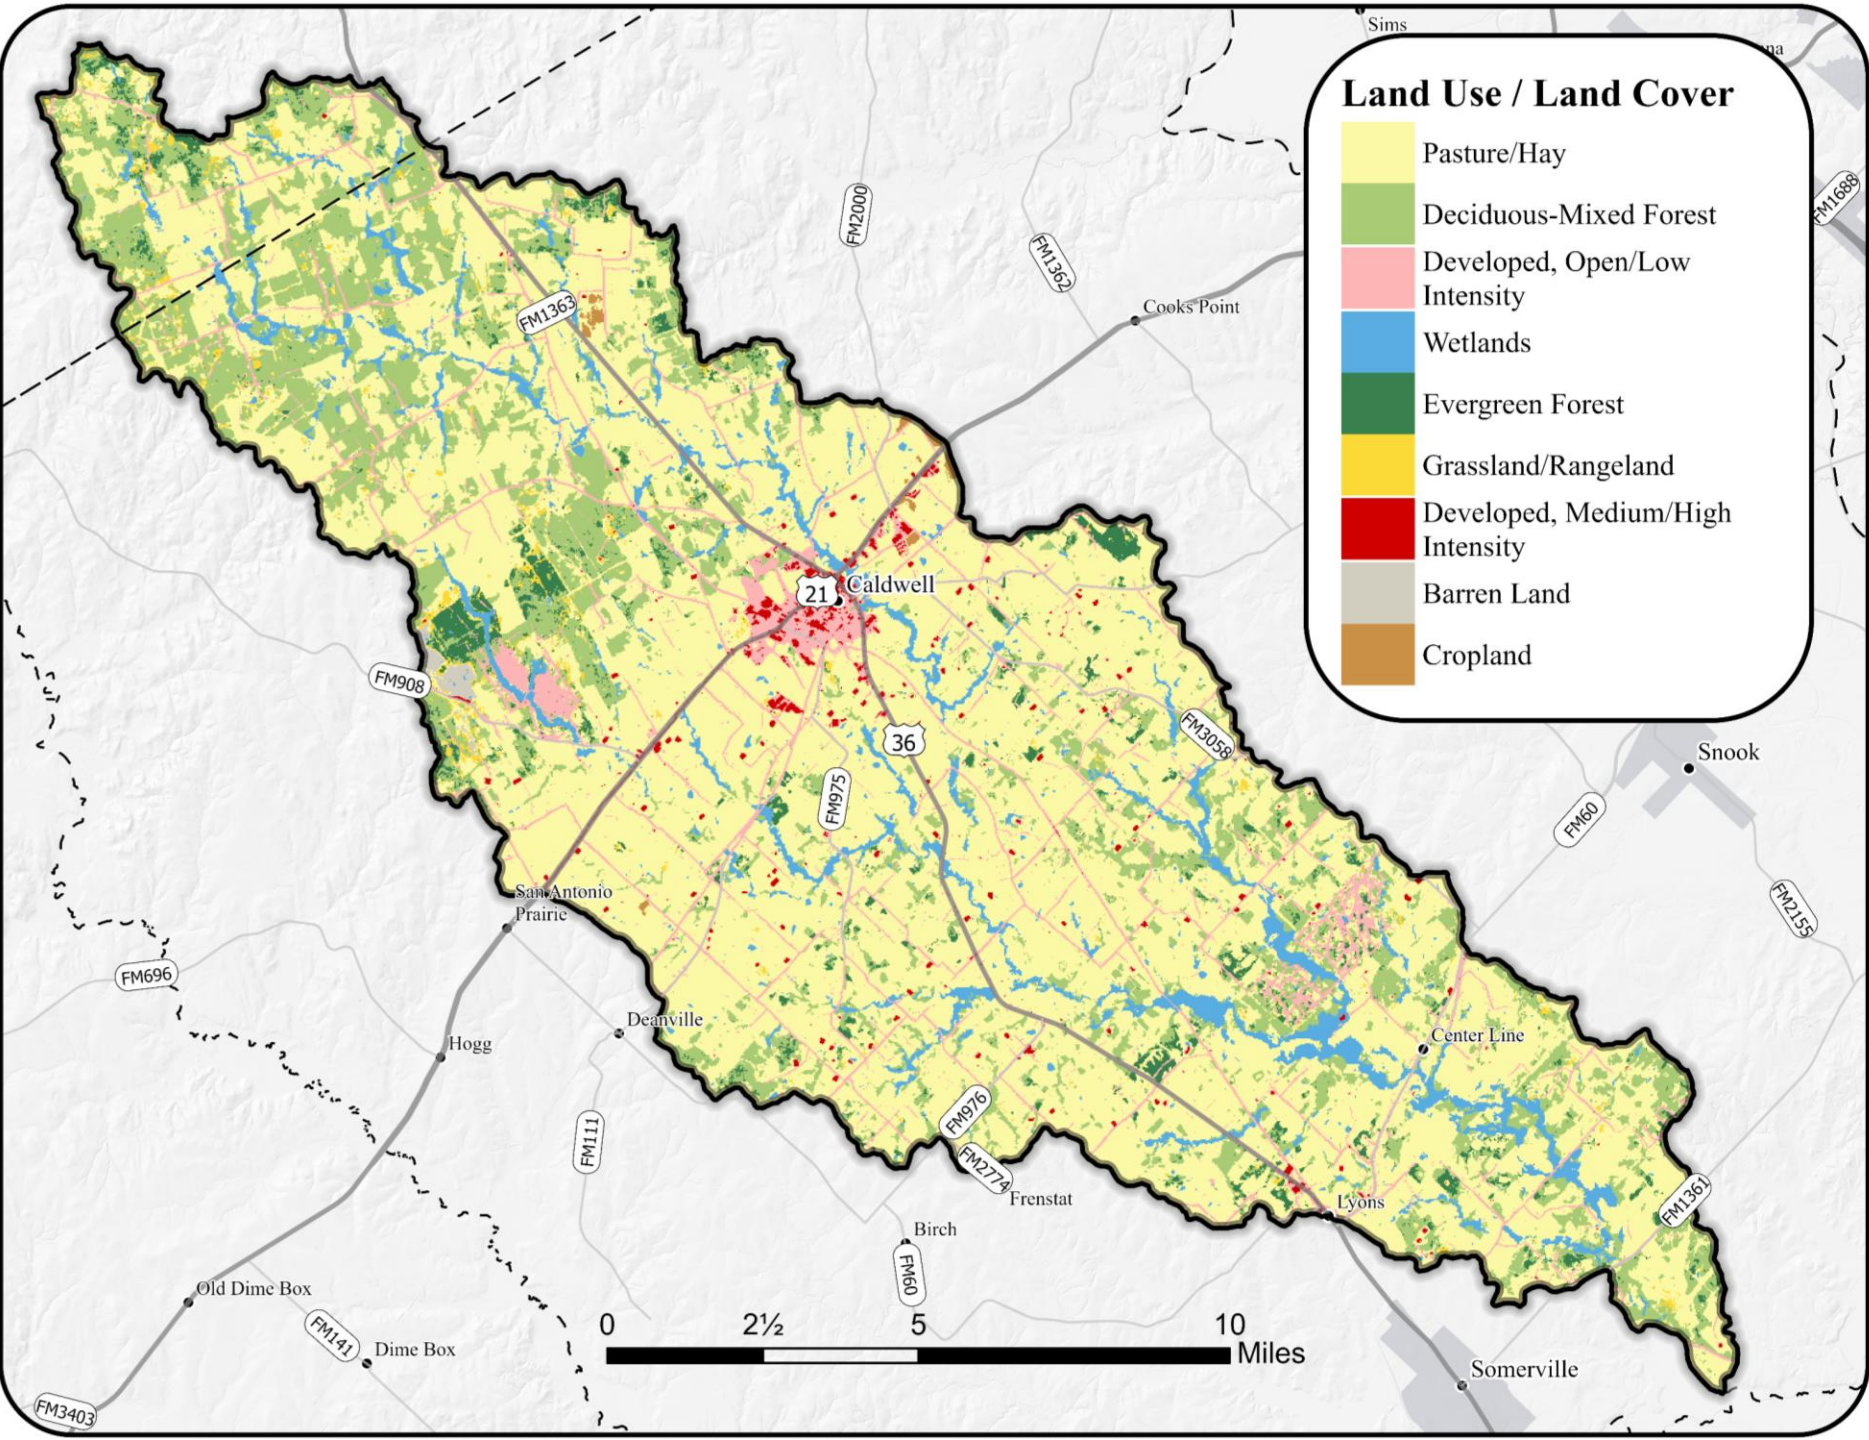 Sims
Land Use / Land Cover
Pasture/Hay
Deciduous-Mixed Forest
Developed, Open/Low
Intensity
Wetlands
Evergreen Forest
Grassland/Rangeland
Developed, Medium/High
Intensity
Barren Land
Cropland
FM1688
FM2000
FM1362
Cooks Point
FM1363
21
Caldwell
FM908
36
FM3058
Snook
FM975
FM60
San Antonio
Prairie
FM2155
FM696
Deanville
Hogg
Center Line
FM976
FM111
FM2774
Frenstat
Lyons
FM1361
Birch
FM60
Old Dime Box
FM141
Dime Box
0 2½ 5 10
Miles
Somerville
FM3403